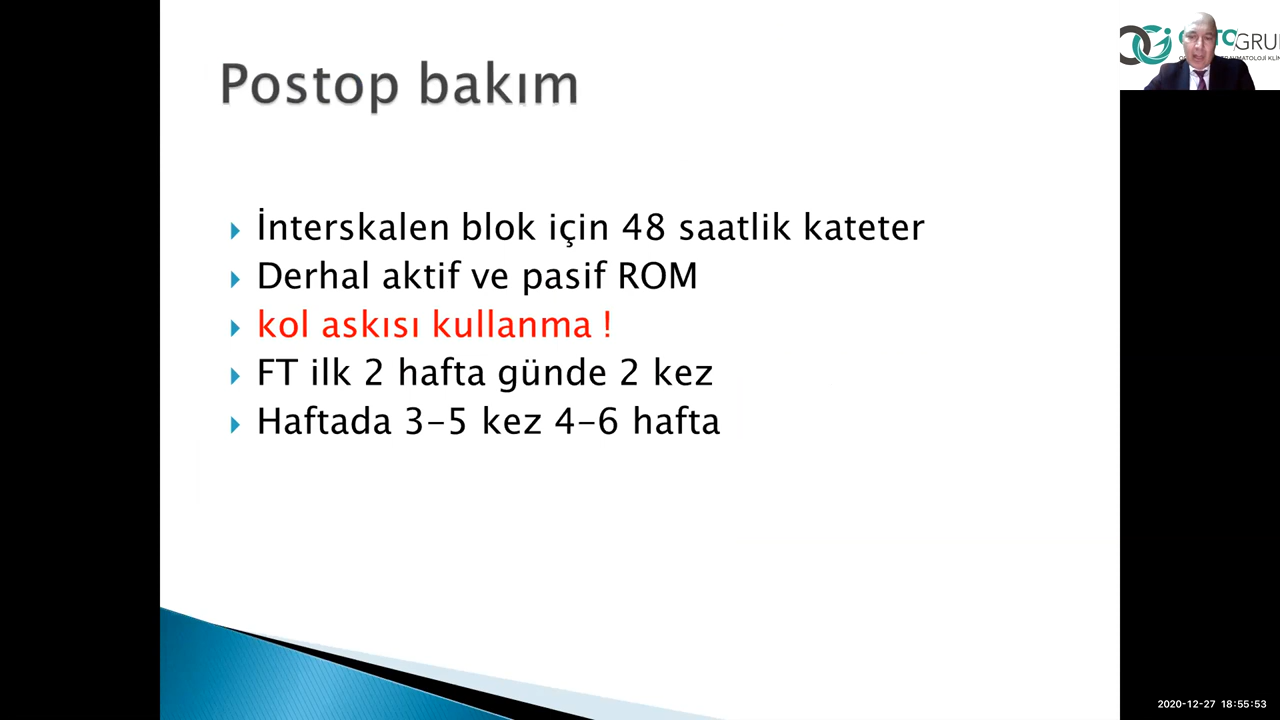 Postop bakım
İnterskalen blok için 48 saatlik kateter
Derhal aktif ve pasif ROM
kol askısı kullanma !
FT ilk 2 hafta günde 2 kez
Haftada 3-5 kez 4-6 hafta
2020-12-27 18:55:53